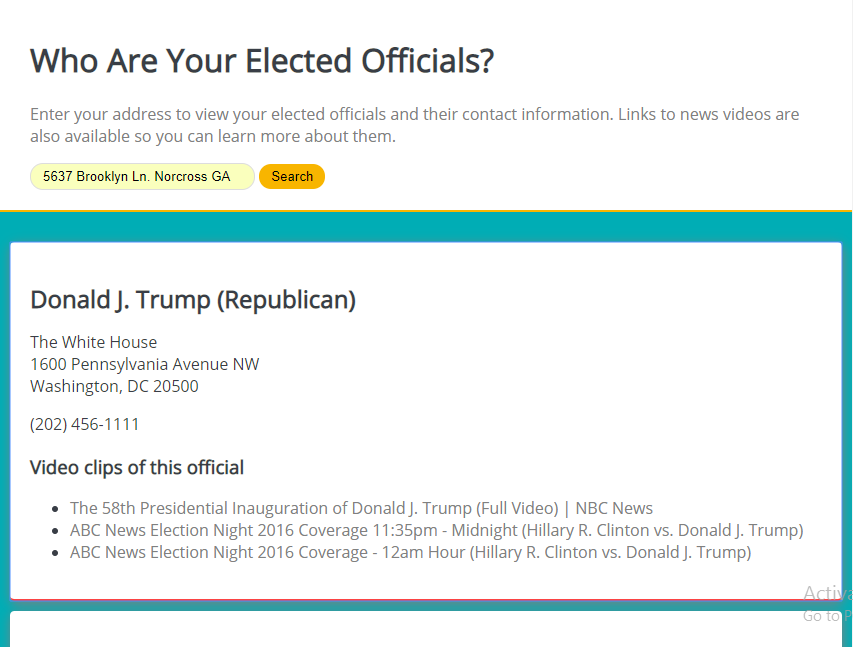 Who Are Your Elected Officials?
Enter your address to view your elected officials and their contact information. Links to news videos are
also available so you can learn more about them.
5637 Brooklyn Ln. Norcross GA
Search
Donald J. Trump (Republican)
The White House
1600 Pennsylvania Avenue NW
Washington, DC 20500
(202) 456-1111
Video clips of this official
The 58th Presidential Inauguration of Donald J. Trump (Full Video) | NBC News
ABC News Election Night 2016 Coverage 11:35pm - Midnight (Hillary R. Clinton vs. Donald J. Trump)
ABC News Election Night 2016 Coverage - 12am Hour (Hillary R. Clinton vs. Donald J. Trump)
Go to